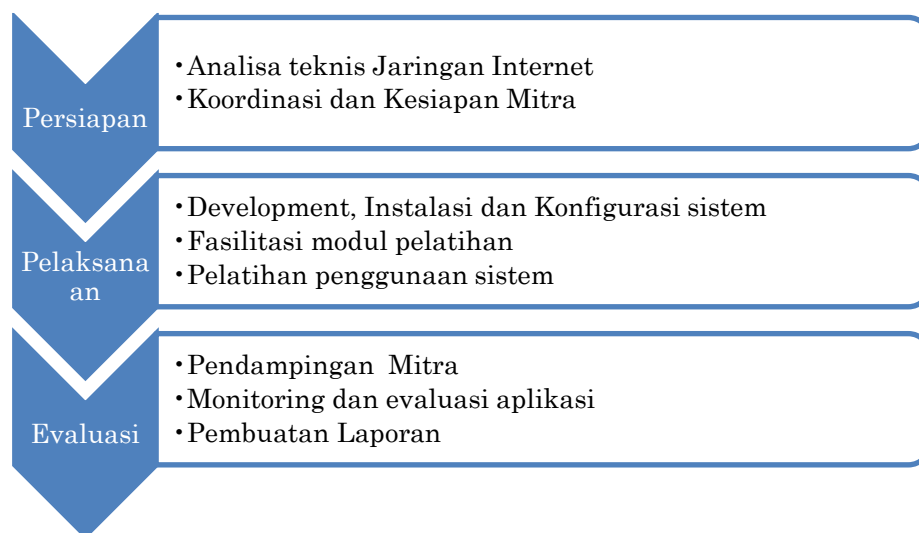 Persiapan
•Analisa teknis Jaringan Internet
•Koordinasi dan Kesiapan Mitra
Pelaksana
an
•Development, Instalasi dan Konfigurasi sistem
•Fasilitasi modul pelatihan
•Pelatihan penggunaan sistem
Evaluasi
•Pendampingan  Mitra
•Monitoring dan evaluasi aplikasi
•Pembuatan Laporan